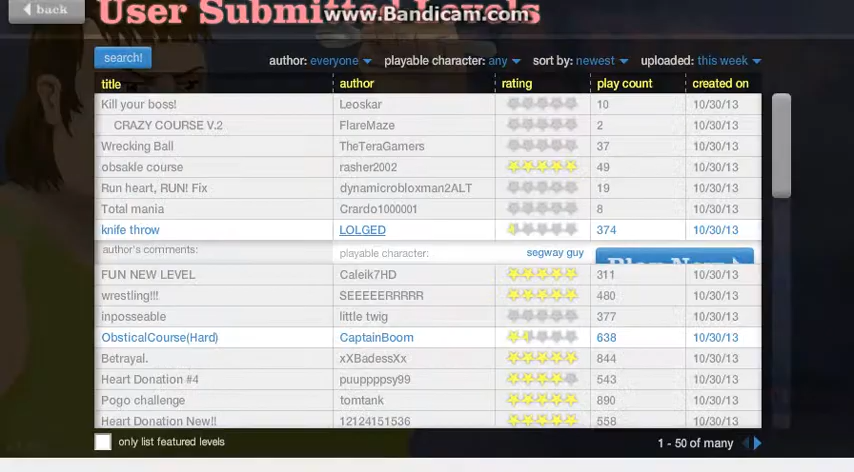 back
User Submitted Levels
www.Bandicam.com
search!
author: everyone playable character: any sort by: newest uploaded: this week
title author rating play count created on
Kill your boss! Leoskar 10 10/30/13
CRAZY COURSE V.2 FlareMaze 2 10/30/13
Wrecking Ball TheTeraGamers 37 10/30/13
obsakle course rasher2002 49 10/30/13
Run heart, RUN! Fix dynamicrobloxman2ALT 19 10/30/13
Total mania Crardo1000001 8 10/30/13
knife throw LOLGED 374 10/30/13
author's comments: playable character: segway guy Play Now
FUN NEW LEVEL Caleik7HD 311 10/30/13
wrestling!!! SEEEEERRRRR 480 10/30/13
inposseable little twig 377 10/30/13
ObsticalCourse(Hard) CaptainBoom 638 10/30/13
Betrayal. xXBadessXx 844 10/30/13
Heart Donation #4 puuppppsy99 543 10/30/13
Pogo challenge tomtank 890 10/30/13
Heart Donation New!! 12124151536 558 10/30/13
only list featured levels 1 - 50 of many